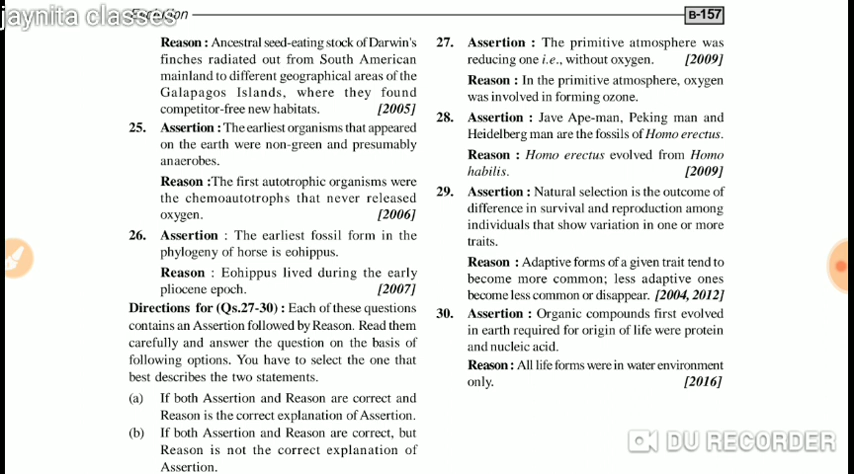 jaynita classes
B-157
Reason : Ancestral seed-eating stock of Darwin's
finches radiated out from South American
mainland to different geographical areas of the
Galapagos Islands, where they found
competitor-free new habitats. [2005]
25. Assertion : The earliest organisms that appeared
on the earth were non-green and presumably
anaerobes.
Reason :The first autotrophic organisms were
the chemoautotrophs that never released
oxygen. [2006]
26. Assertion : The earliest fossil form in the
phylogeny of horse is eohippus.
Reason : Eohippus lived during the early
pliocene epoch. [2007]
Directions for (Qs.27-30) : Each of these questions
contains an Assertion followed by Reason. Read them
carefully and answer the question on the basis of
following options. You have to select the one that
best describes the two statements.
(a) If both Assertion and Reason are correct and
Reason is the correct explanation of Assertion.
(b) If both Assertion and Reason are correct, but
Reason is not the correct explanation of
Assertion.
27. Assertion : The primitive atmosphere was
reducing one i.e., without oxygen. [2009]
Reason : In the primitive atmosphere, oxygen
was involved in forming ozone.
28. Assertion : Jave Ape-man, Peking man and
Heidelberg man are the fossils of Homo erectus.
Reason : Homo erectus evolved from Homo
habilis. [2009]
29. Assertion : Natural selection is the outcome of
difference in survival and reproduction among
individuals that show variation in one or more
traits.
Reason : Adaptive forms of a given trait tend to
become more common; less adaptive ones
become less common or disappear. [2004, 2012]
30. Assertion : Organic compounds first evolved
in earth required for origin of life were protein
and nucleic acid.
Reason : All life forms were in water environment
only. [2016]
DU RECORDER